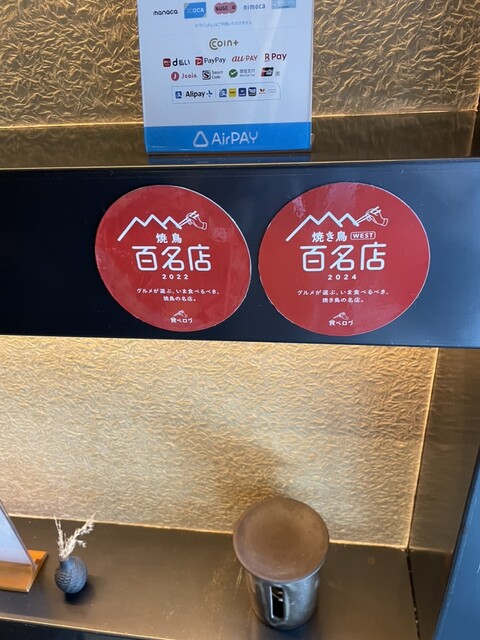 manaca
ICOCA
nimoca
COIN+
d払い
PayPay
au PAY
R Pay
J-Coin
Smart Code
Alipay+
AirPAY
焼鳥
百名店
2022
グルメが選ぶ、いま食べるべき、
焼鳥の名店。
食べログ
焼き鳥 WEST
百名店
2024
グルメが選ぶ、いま食べるべき、
焼き鳥の名店。
食べログ